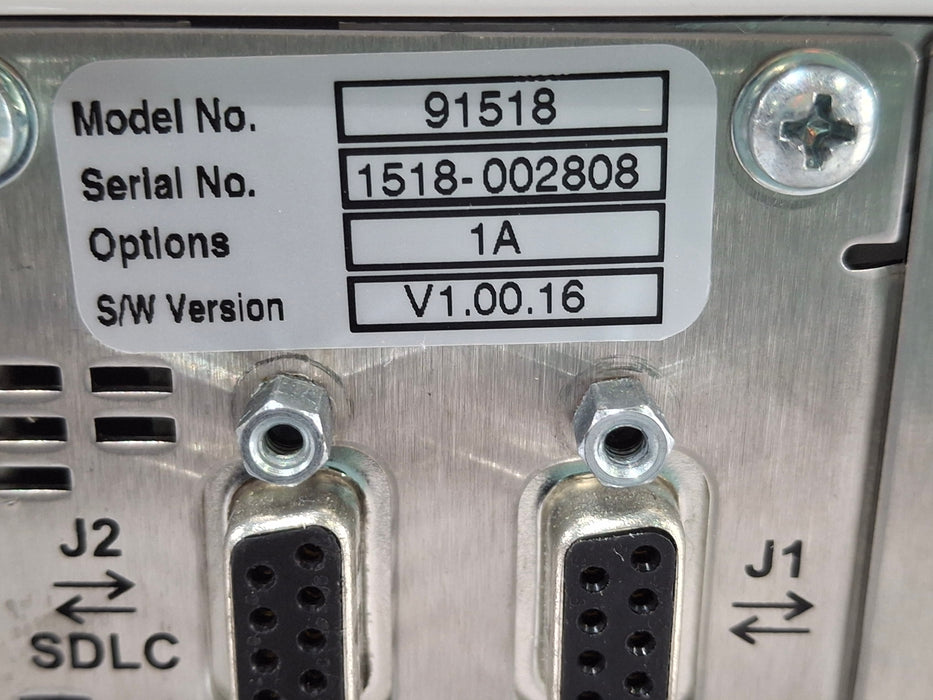 Model No. 91518
Serial No. 1518-002808
Options 1A
S/W Version V1.00.16
J2
SDLC
J1